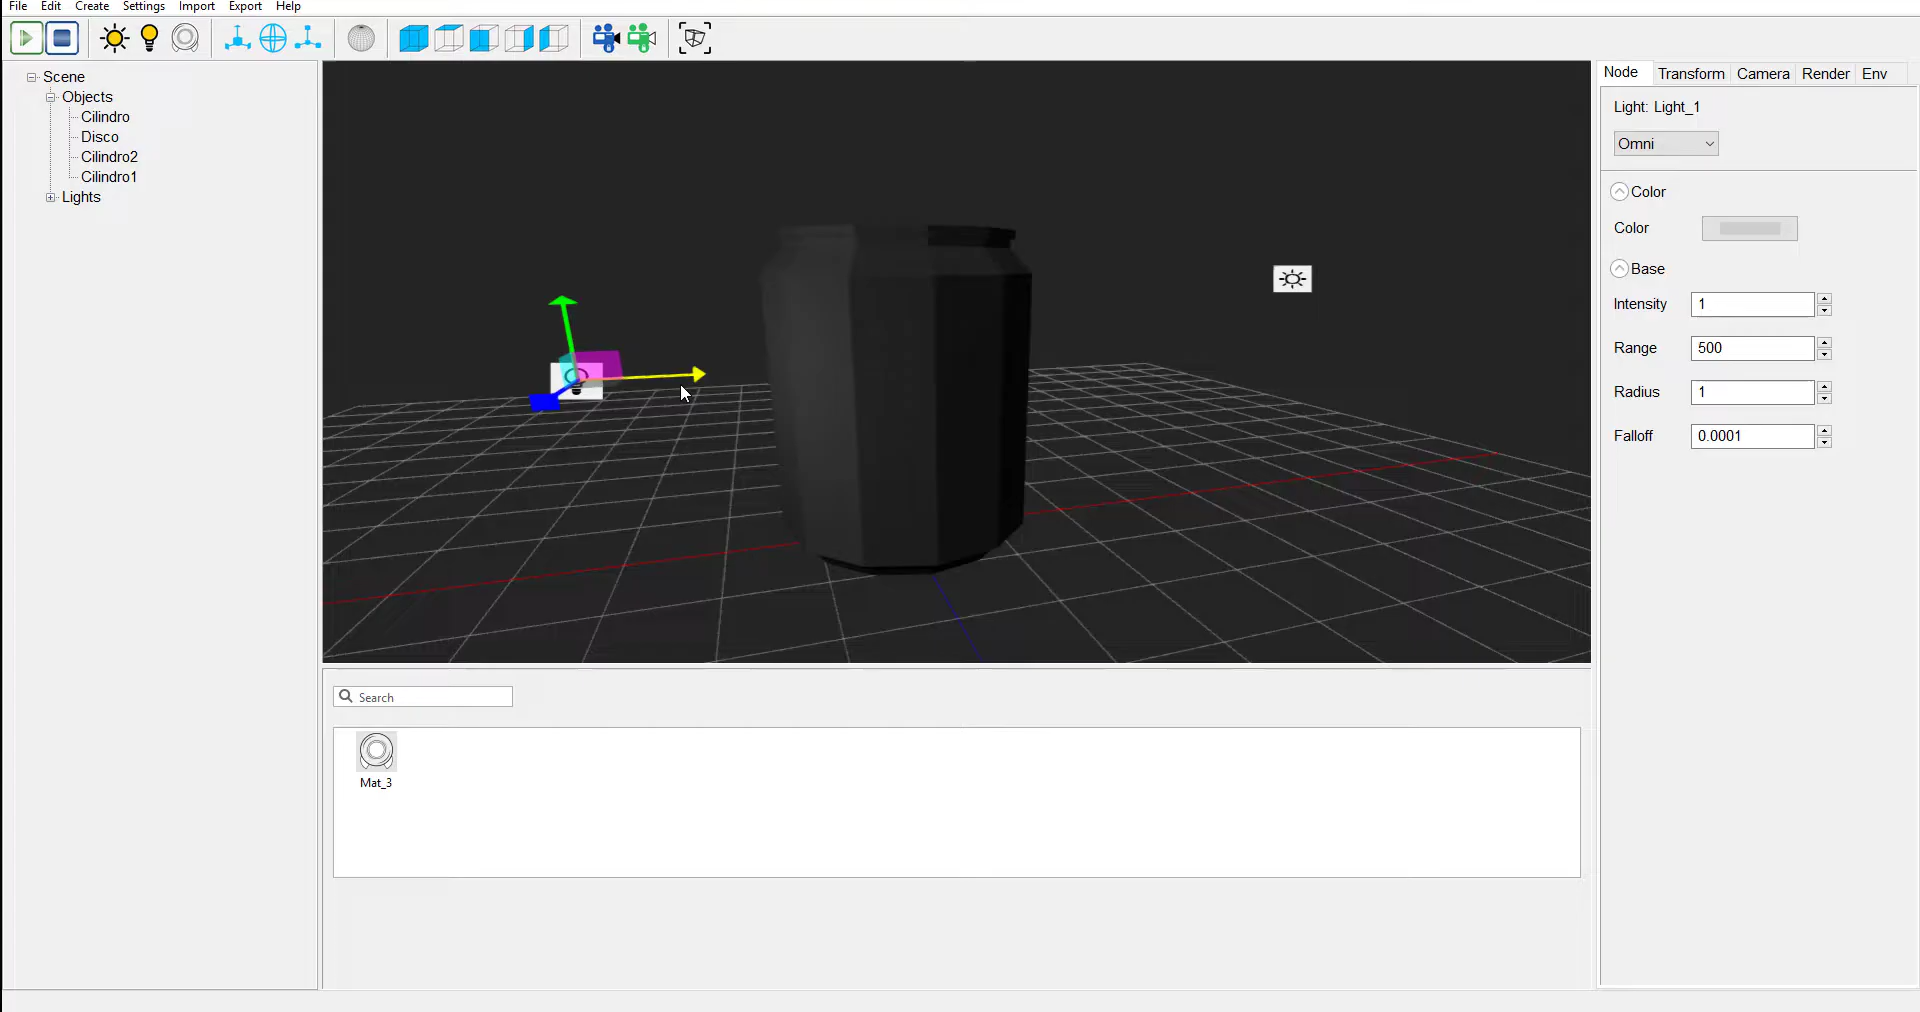 File Edit Create Settings Import Export Help
Scene
Objects
Cilindro
Disco
Cilindro2
Cilindro1
Lights
Search
Mat_3
Node Transform Camera Render Env
Light: Light_1
Omni
Color
Color
Base
Intensity 1
Range 500
Radius 1
Falloff 0.0001